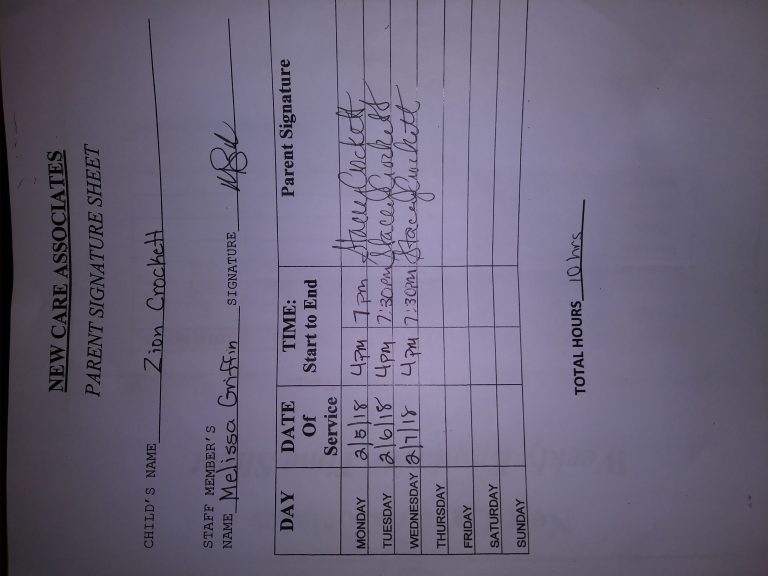 NEW CARE ASSOCIATES
PARENT SIGNATURE SHEET
CHILD'S NAME Zion Crockett
STAFF MEMBER'S
NAME Melissa Griffin SIGNATURE
DAY DATE Of Service TIME: Start to End Parent Signature
MONDAY 2/5/18 4pm 7pm Stacey Crockett
TUESDAY 2/6/18 4pm 7:30pm Stacey Crockett
WEDNESDAY 2/7/18 4pm 7:30pm Stacey Crockett
THURSDAY
FRIDAY
SATURDAY
SUNDAY
TOTAL HOURS 10 hrs